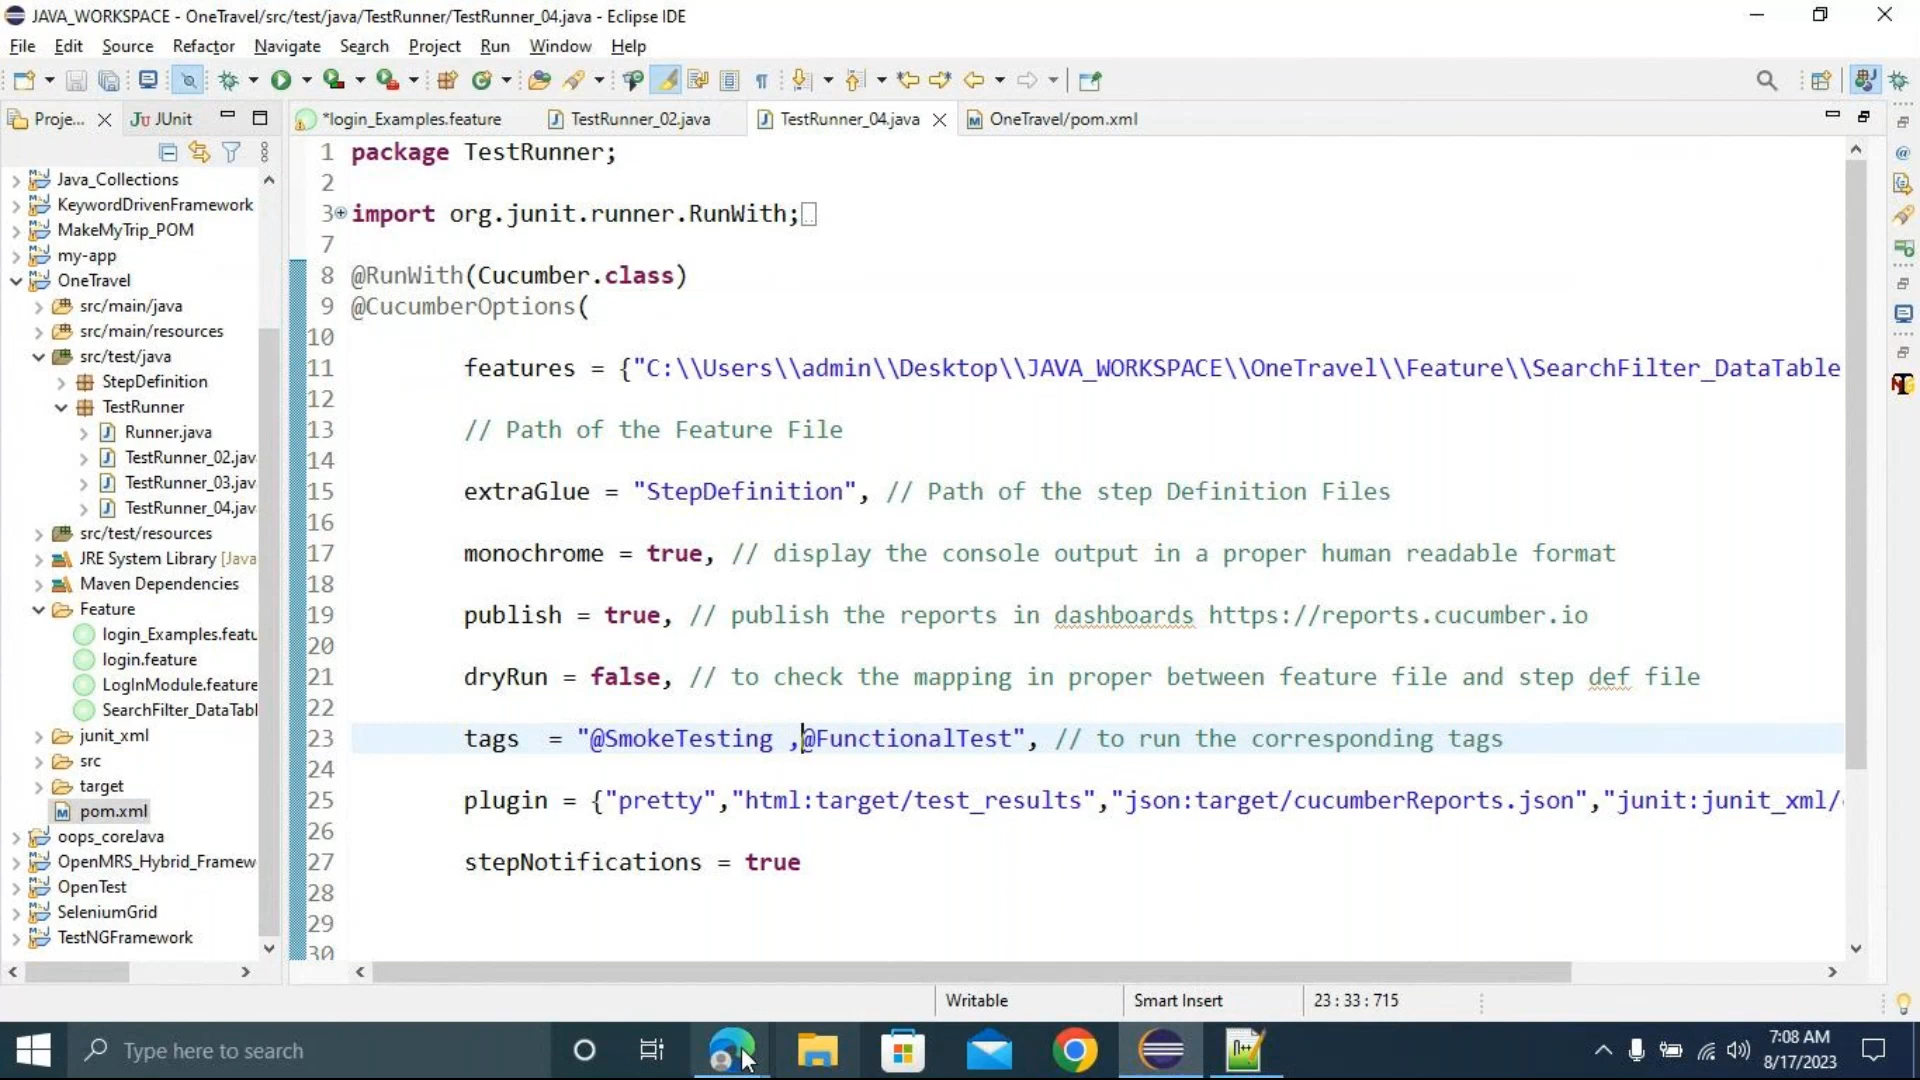 JAVA_WORKSPACE - OneTravel/src/test/java/TestRunner/TestRunner_04.java - Eclipse IDE
File Edit Source Refactor Navigate Search Project Run Window Help
Proje... JUnit
*login_Examples.feature TestRunner_02.java TestRunner_04.java OneTravel/pom.xml
Java_Collections
KeywordDrivenFramework
MakeMyTrip_POM
my-app
OneTravel
src/main/java
src/main/resources
src/test/java
StepDefinition
TestRunner
Runner.java
TestRunner_02.jav
TestRunner_03.jav
TestRunner_04.jav
src/test/resources
JRE System Library [Java
Maven Dependencies
Feature
login_Examples.featu
login.feature
LogInModule.feature
SearchFilter_DataTabl
junit_xml
src
target
pom.xml
oops_coreJava
OpenMRS_Hybrid_Framew
OpenTest
SeleniumGrid
TestNGFramework
1 package TestRunner;
2
3 import org.junit.runner.RunWith;
7
8 @RunWith(Cucumber.class)
9 @CucumberOptions(
10
11 features = {"C:\\Users\\admin\\Desktop\\JAVA_WORKSPACE\\OneTravel\\Feature\\SearchFilter_DataTable
12
13 // Path of the Feature File
14
15 extraGlue = "StepDefinition", // Path of the step Definition Files
16
17 monochrome = true, // display the console output in a proper human readable format
18
19 publish = true, // publish the reports in dashboards https://reports.cucumber.io
20
21 dryRun = false, // to check the mapping in proper between feature file and step def file
22
23 tags  = "@SmokeTesting ,@FunctionalTest", // to run the corresponding tags
24
25 plugin = {"pretty","html:target/test_results","json:target/cucumberReports.json","junit:junit_xml/
26
27 stepNotifications = true
28
29
30
Writable Smart Insert 23 : 33 : 715
Type here to search
7:08 AM
8/17/2023